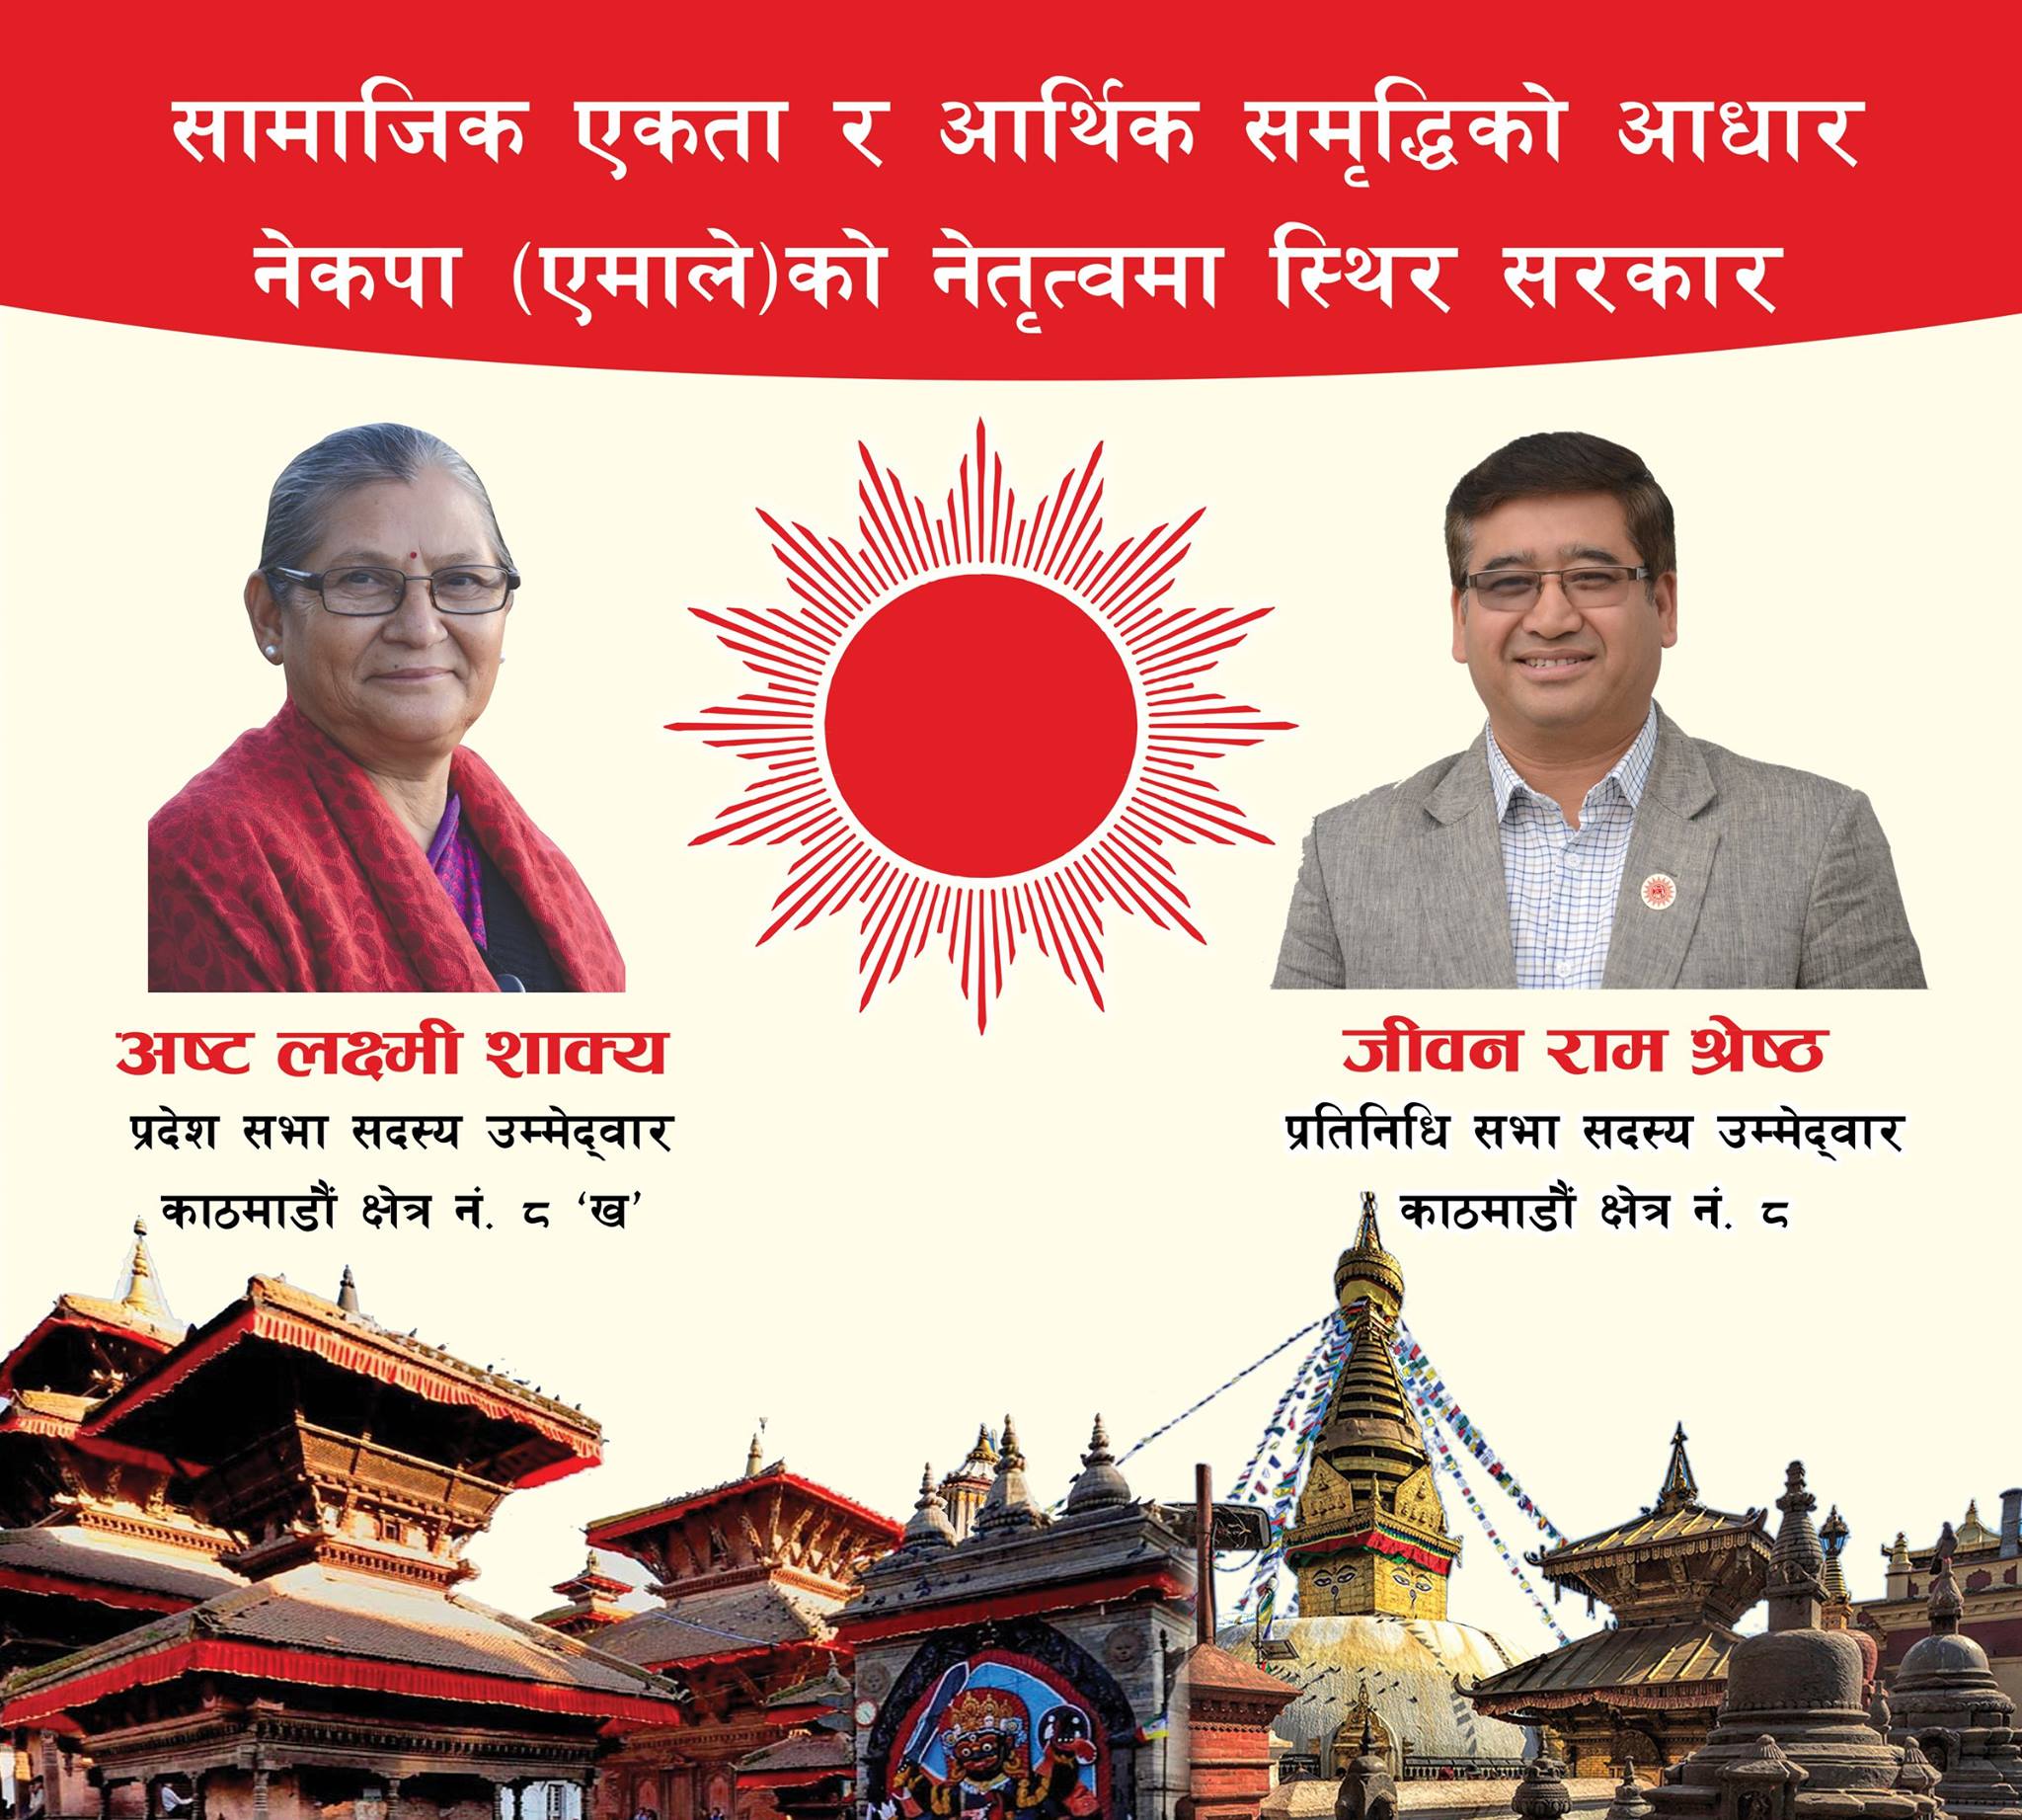 सामाजिक एकता र आर्थिक समृद्धिको आधार
नेकपा (एमाले)को नेतृत्वमा स्थिर सरकार
अष्ट लक्ष्मी शाक्य
प्रदेश सभा सदस्य उम्मेद्‌वार
काठमाडौं क्षेत्र नं. ८ ‘ख’
जीवन राम श्रेष्ठ
प्रतिनिधि सभा सदस्य उम्मेद्‌वार
काठमाडौं क्षेत्र नं. ८